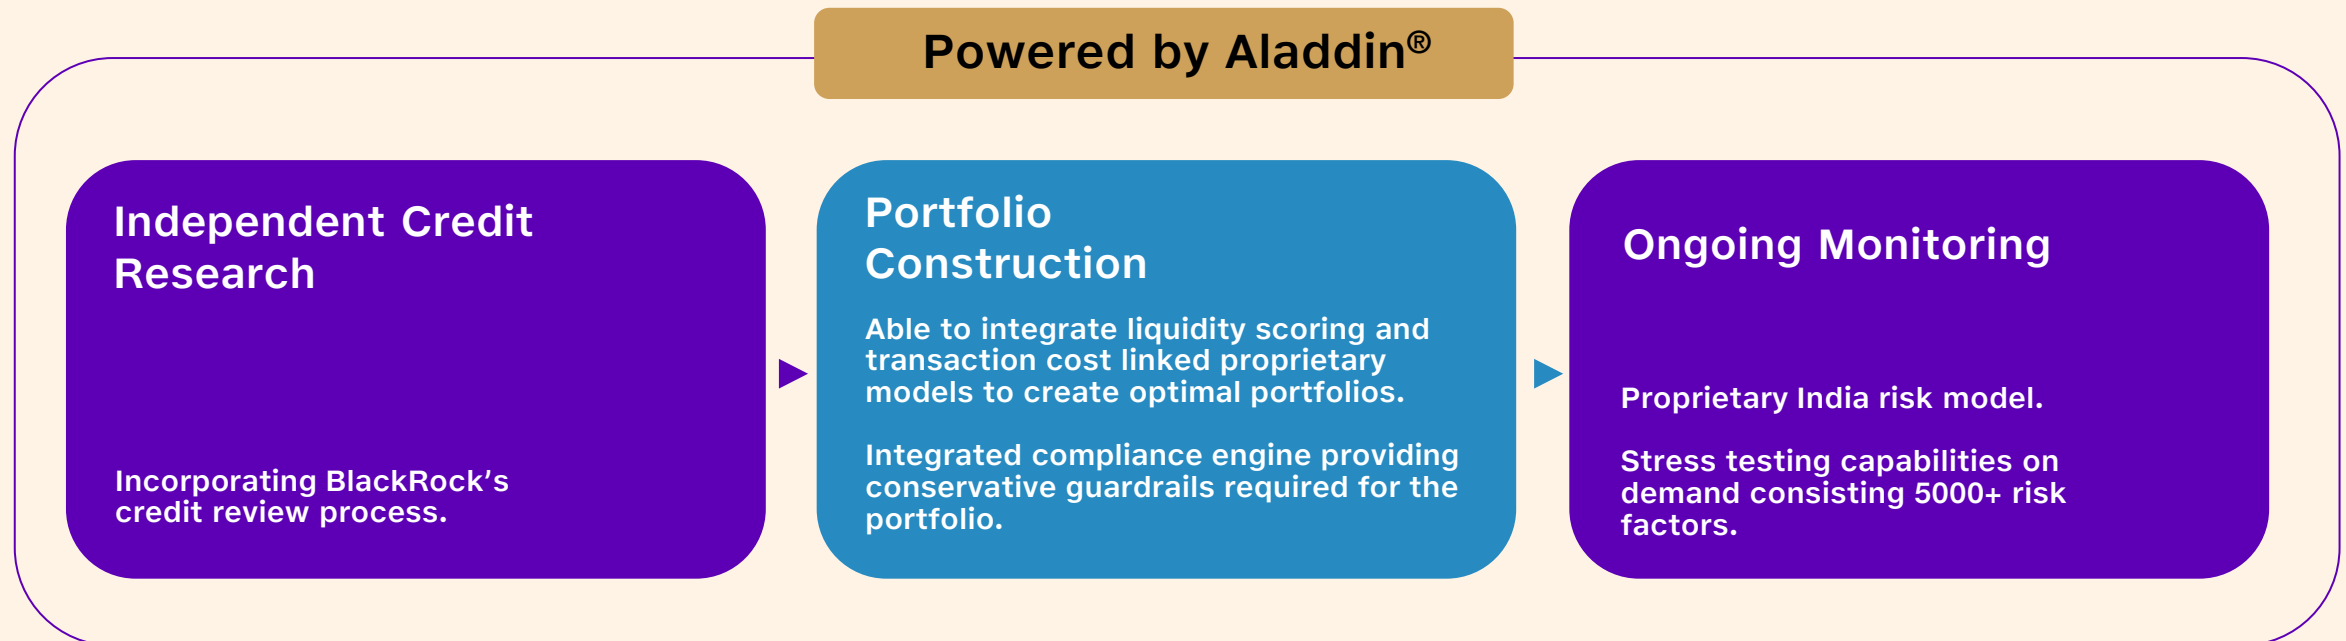 Powered by Aladdin®
Independent Credit
Research
Incorporating BlackRock’s
credit review process.
Portfolio
Construction
Able to integrate liquidity scoring and
transaction cost linked proprietary
models to create optimal portfolios.
Integrated compliance engine providing
conservative guardrails required for the
portfolio.
Ongoing Monitoring
Proprietary India risk model.
Stress testing capabilities on
demand consisting 5000+ risk
factors.